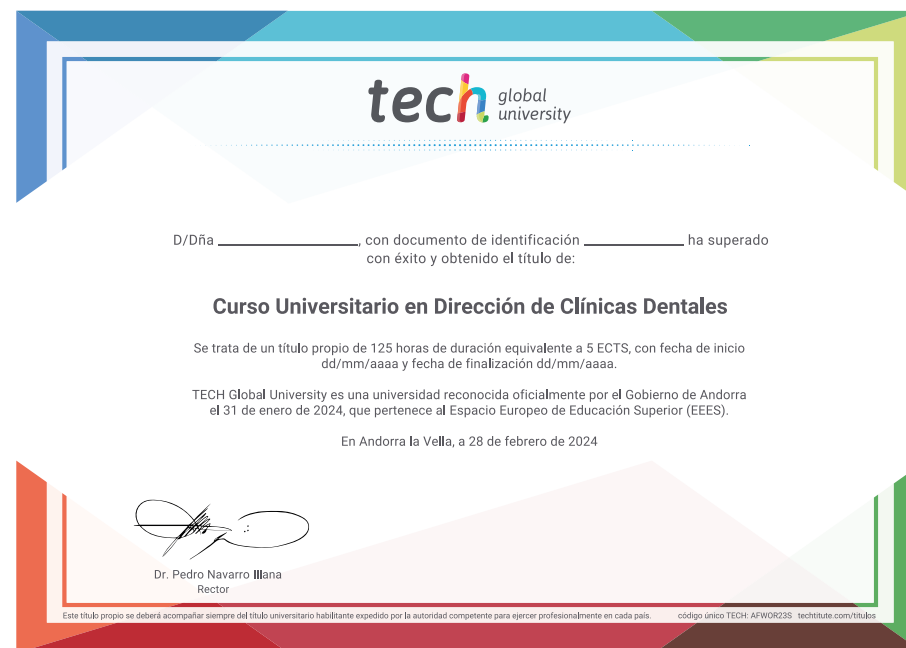 tech global
university
D/Dña ____________________, con documento de identificación ______________ ha superado
con éxito y obtenido el título de:
Curso Universitario en Dirección de Clínicas Dentales
Se trata de un título propio de 125 horas de duración equivalente a 5 ECTS, con fecha de inicio
dd/mm/aaaa y fecha de finalización dd/mm/aaaa.
TECH Global University es una universidad reconocida oficialmente por el Gobierno de Andorra
el 31 de enero de 2024, que pertenece al Espacio Europeo de Educación Superior (EEES).
En Andorra la Vella, a 28 de febrero de 2024
Dr. Pedro Navarro Illana
Rector
Este título propio se deberá acompañar siempre del título universitario habilitante expedido por la autoridad competente para ejercer profesionalmente en cada país. código único TECH: AFWOR23S techtitute.com/titulos